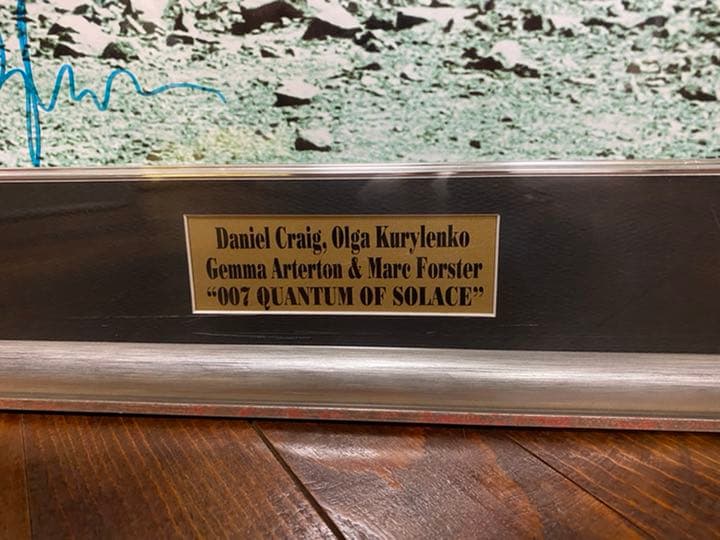 Daniel Craig, Olga Kurylenko
Gemma Arterton & Marc Forster
“007 QUANTUM OF SOLACE”